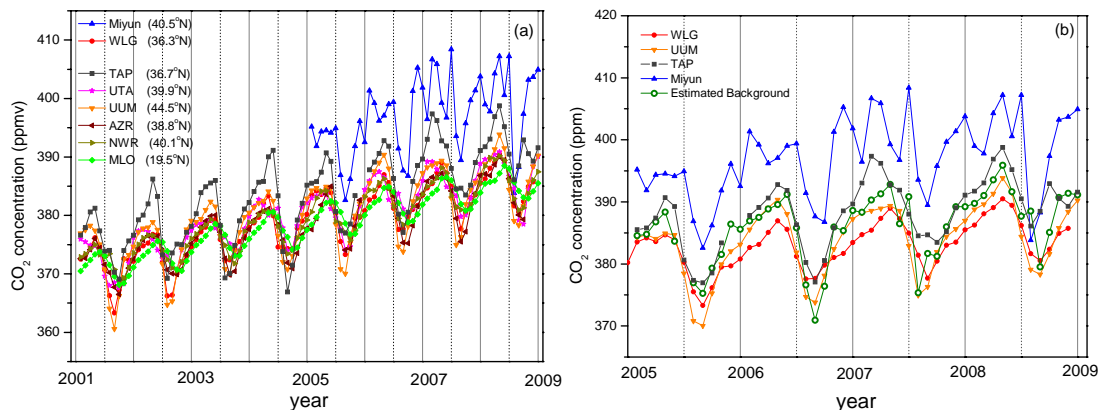 (a)
Miyun (40.5°N)
WLG (36.3°N)
TAP (36.7°N)
UTA (39.9°N)
UUM (44.5°N)
AZR (38.8°N)
NWR (40.1°N)
MLO (19.5°N)
CO2 concentration (ppmv)
410
400
390
380
370
360
2001
2003
2005
2007
2009
year
(b)
WLG
UUM
TAP
Miyun
Estimated Background
CO2 concentration (ppm)
420
410
400
390
380
370
360
2005
2006
2007
2008
2009
year